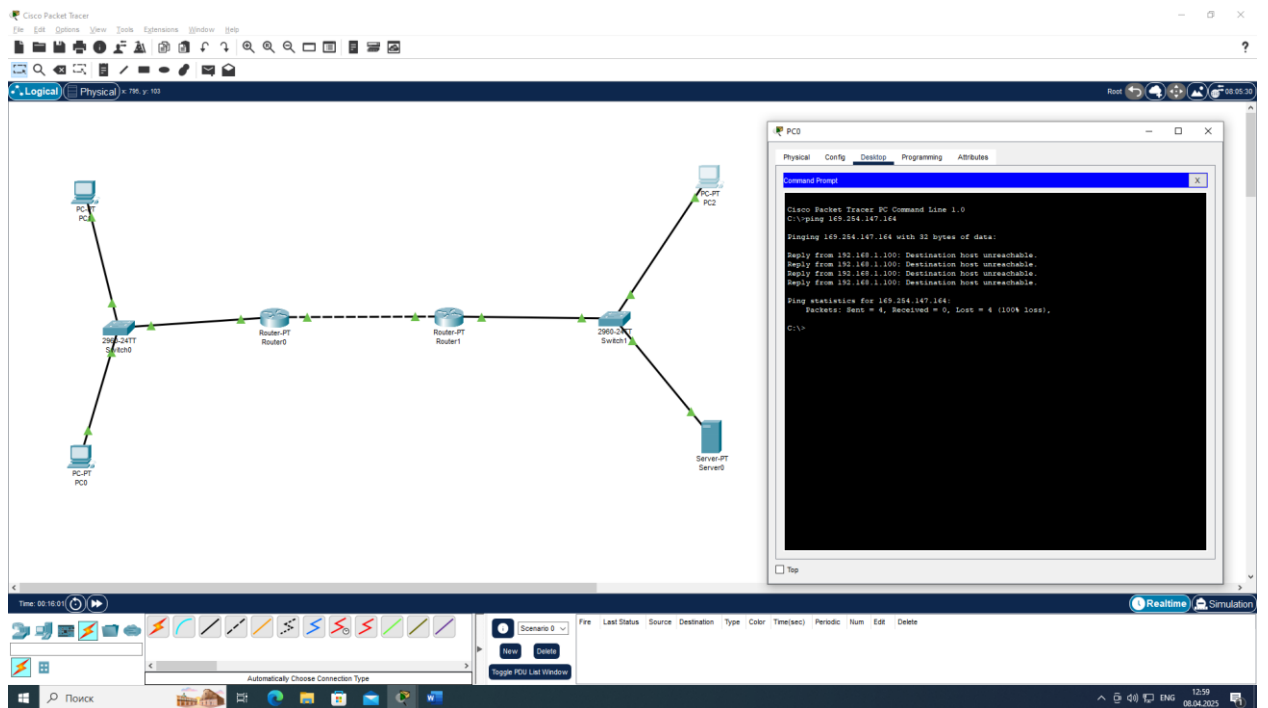 Cisco Packet Tracer
File Edit Options View Tools Extensions Window Help
?
Logical Physical x: 796, y: 103 Root 08:05:30
PC-PT
PC2
2960-24TT
Switch0
Router-PT
Router0
Router-PT
Router1
2960-24TT
Switch1
PC-PT
PC0
Server-PT
Server0
PC0
Physical Config Desktop Programming Attributes
Command Prompt X
Cisco Packet Tracer PC Command Line 1.0
C:\>ping 169.254.147.164
Pinging 169.254.147.164 with 32 bytes of data:
Reply from 192.168.1.100: Destination host unreachable.
Reply from 192.168.1.100: Destination host unreachable.
Reply from 192.168.1.100: Destination host unreachable.
Reply from 192.168.1.100: Destination host unreachable.
Ping statistics for 169.254.147.164:
Packets: Sent = 4, Received = 0, Lost = 4 (100% loss),
C:\>
Top
Time: 00:16:01 Realtime Simulation
Scenario 0 Fire Last Status Source Destination Type Color Time(sec) Periodic Num Edit Delete
New Delete
Toggle PDU List Window
Automatically Choose Connection Type
Поиск
ENG 12:59
08.04.2025